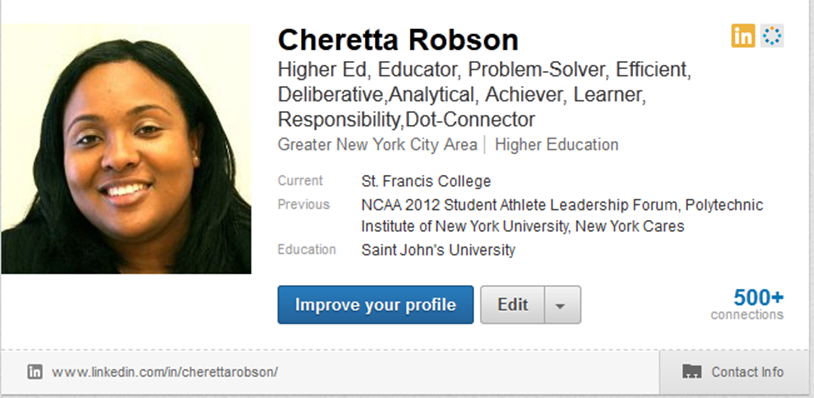 Cheretta Robson
in
Higher Ed, Educator, Problem-Solver, Efficient,
Deliberative,Analytical, Achiever, Learner,
Responsibility,Dot-Connector
Greater New York City Area | Higher Education
Current St. Francis College
Previous NCAA 2012 Student Athlete Leadership Forum, Polytechnic
Institute of New York University, New York Cares
Education Saint John's University
Improve your profile Edit
500+
connections
in www.linkedin.com/in/cherettarobson/ Contact Info